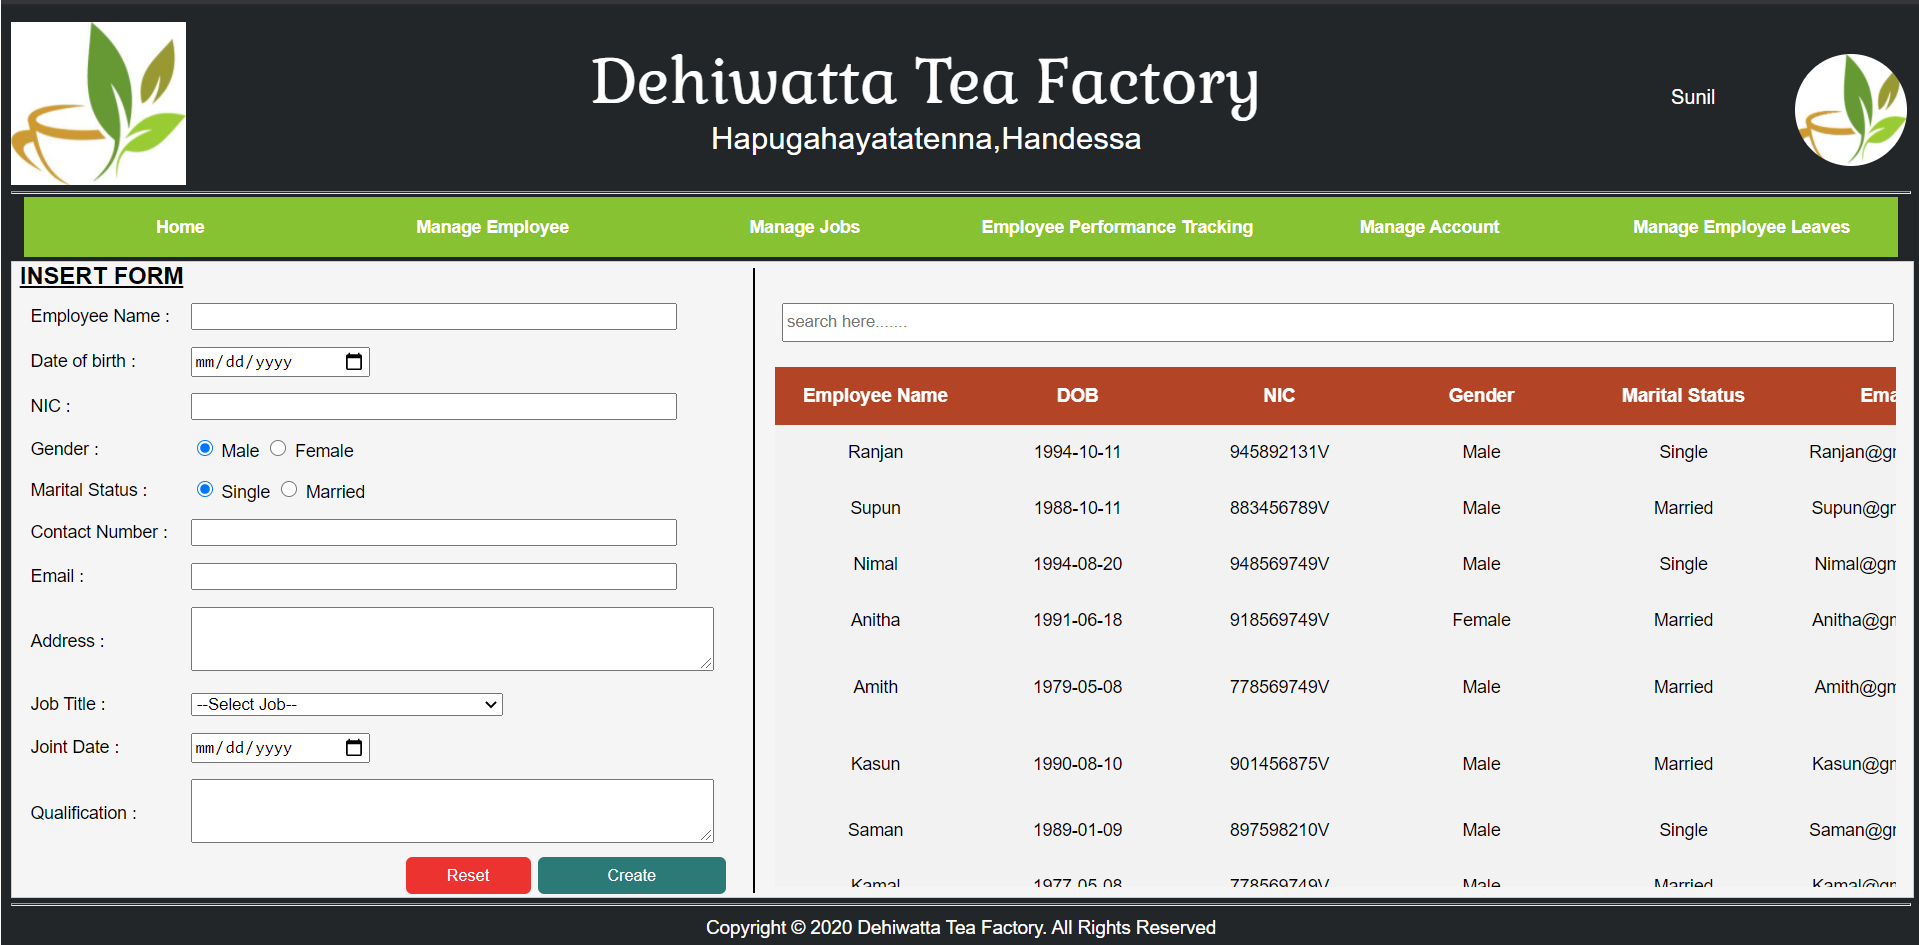 Dehiwatta Tea Factory
Hapugahayatatenna,Handessa
Sunil
Home Manage Employee Manage Jobs Employee Performance Tracking Manage Account Manage Employee Leaves
INSERT FORM
Employee Name :
Date of birth : mm/dd/yyyy
NIC :
Gender : Male Female
Marital Status : Single Married
Contact Number :
Email :
Address :
Job Title : --Select Job--
Joint Date : mm/dd/yyyy
Qualification :
Reset Create
search here.......
Employee Name DOB NIC Gender Marital Status Ema
Ranjan 1994-10-11 945892131V Male Single Ranjan@gm
Supun 1988-10-11 883456789V Male Married Supun@gm
Nimal 1994-08-20 948569749V Male Single Nimal@gm
Anitha 1991-06-18 918569749V Female Married Anitha@gm
Amith 1979-05-08 778569749V Male Married Amith@gm
Kasun 1990-08-10 901456875V Male Married Kasun@gm
Saman 1989-01-09 897598210V Male Single Saman@gm
Kamal 1977-05-08 778569749V Male Married Kamal@gm
Copyright © 2020 Dehiwatta Tea Factory. All Rights Reserved